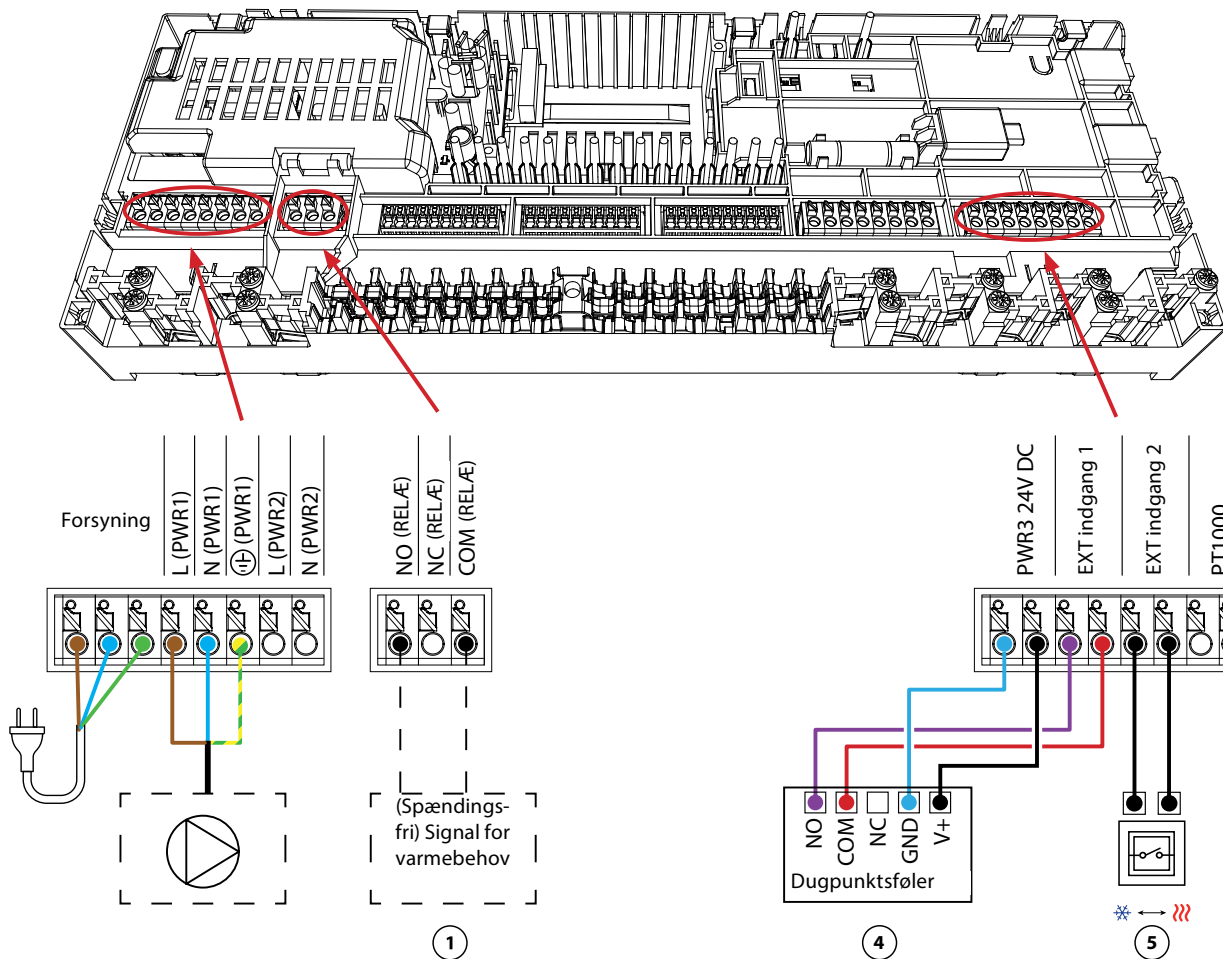 Forsyning
L (PWR1)
N (PWR1)
(PWR1)
L (PWR2)
N (PWR2)
NO (RELÆ)
NC (RELÆ)
COM (RELÆ)
PWR3 24V DC
EXT indgang 1
EXT indgang 2
PT1000
(Spændings-
fri) Signal for
varmebehov
NO
COM
NC
GND
V+
Dugpunktsføler
1
4
5